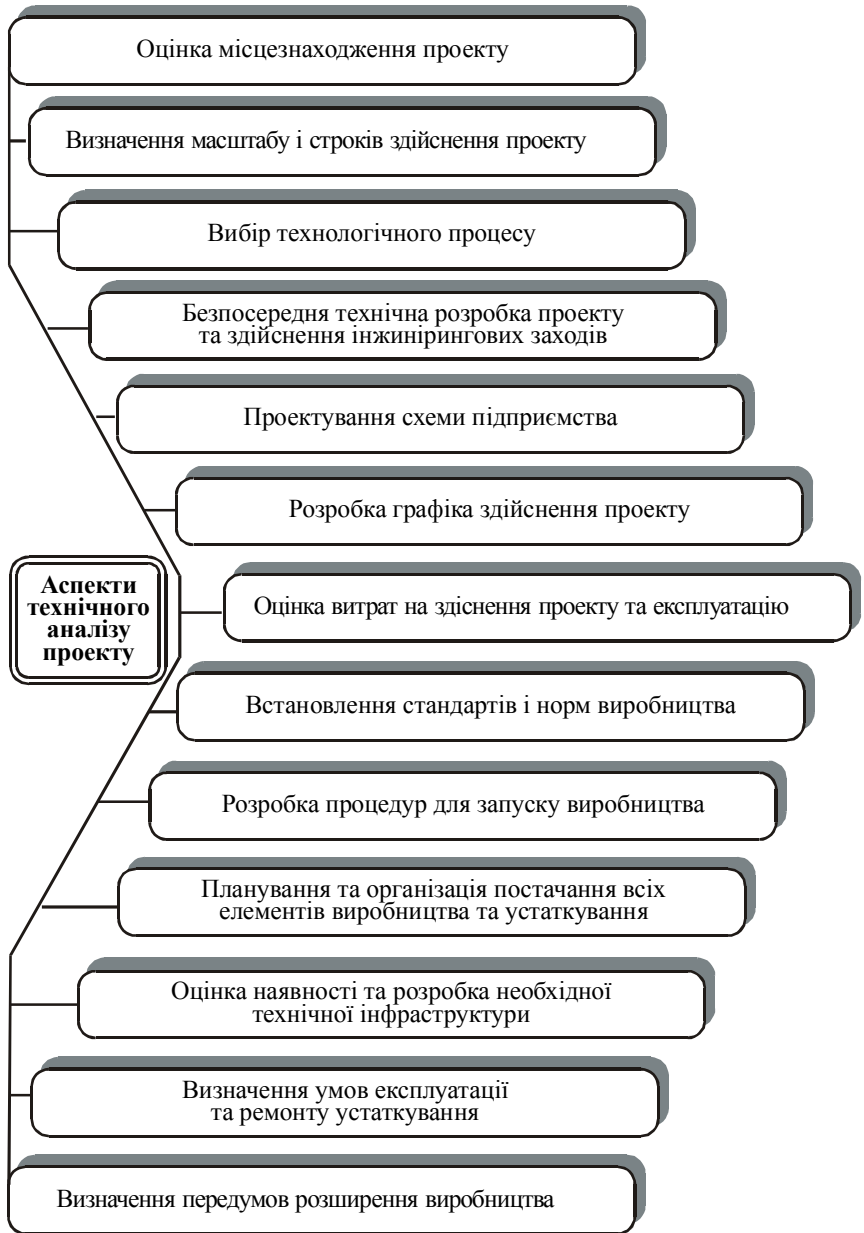 Оцінка місцезнаходження проекту
Визначення масштабу і строків здійснення проекту
Вибір технологічного процесу
Безпосередня технічна розробка проекту
та здійснення інжинірингових заходів
Проектування схеми підприємства
Розробка графіка здійснення проекту
Аспекти
технічного
аналізу
проекту
Оцінка витрат на здіснення проекту та експлуатацію
Встановлення стандартів і норм виробництва
Розробка процедур для запуску виробництва
Планування та організація постачання всіх
елементів виробництва та устаткування
Оцінка наявності та розробка необхідної
технічної інфраструктури
Визначення умов експлуатації
та ремонту устаткування
Визначення передумов розширення виробництва